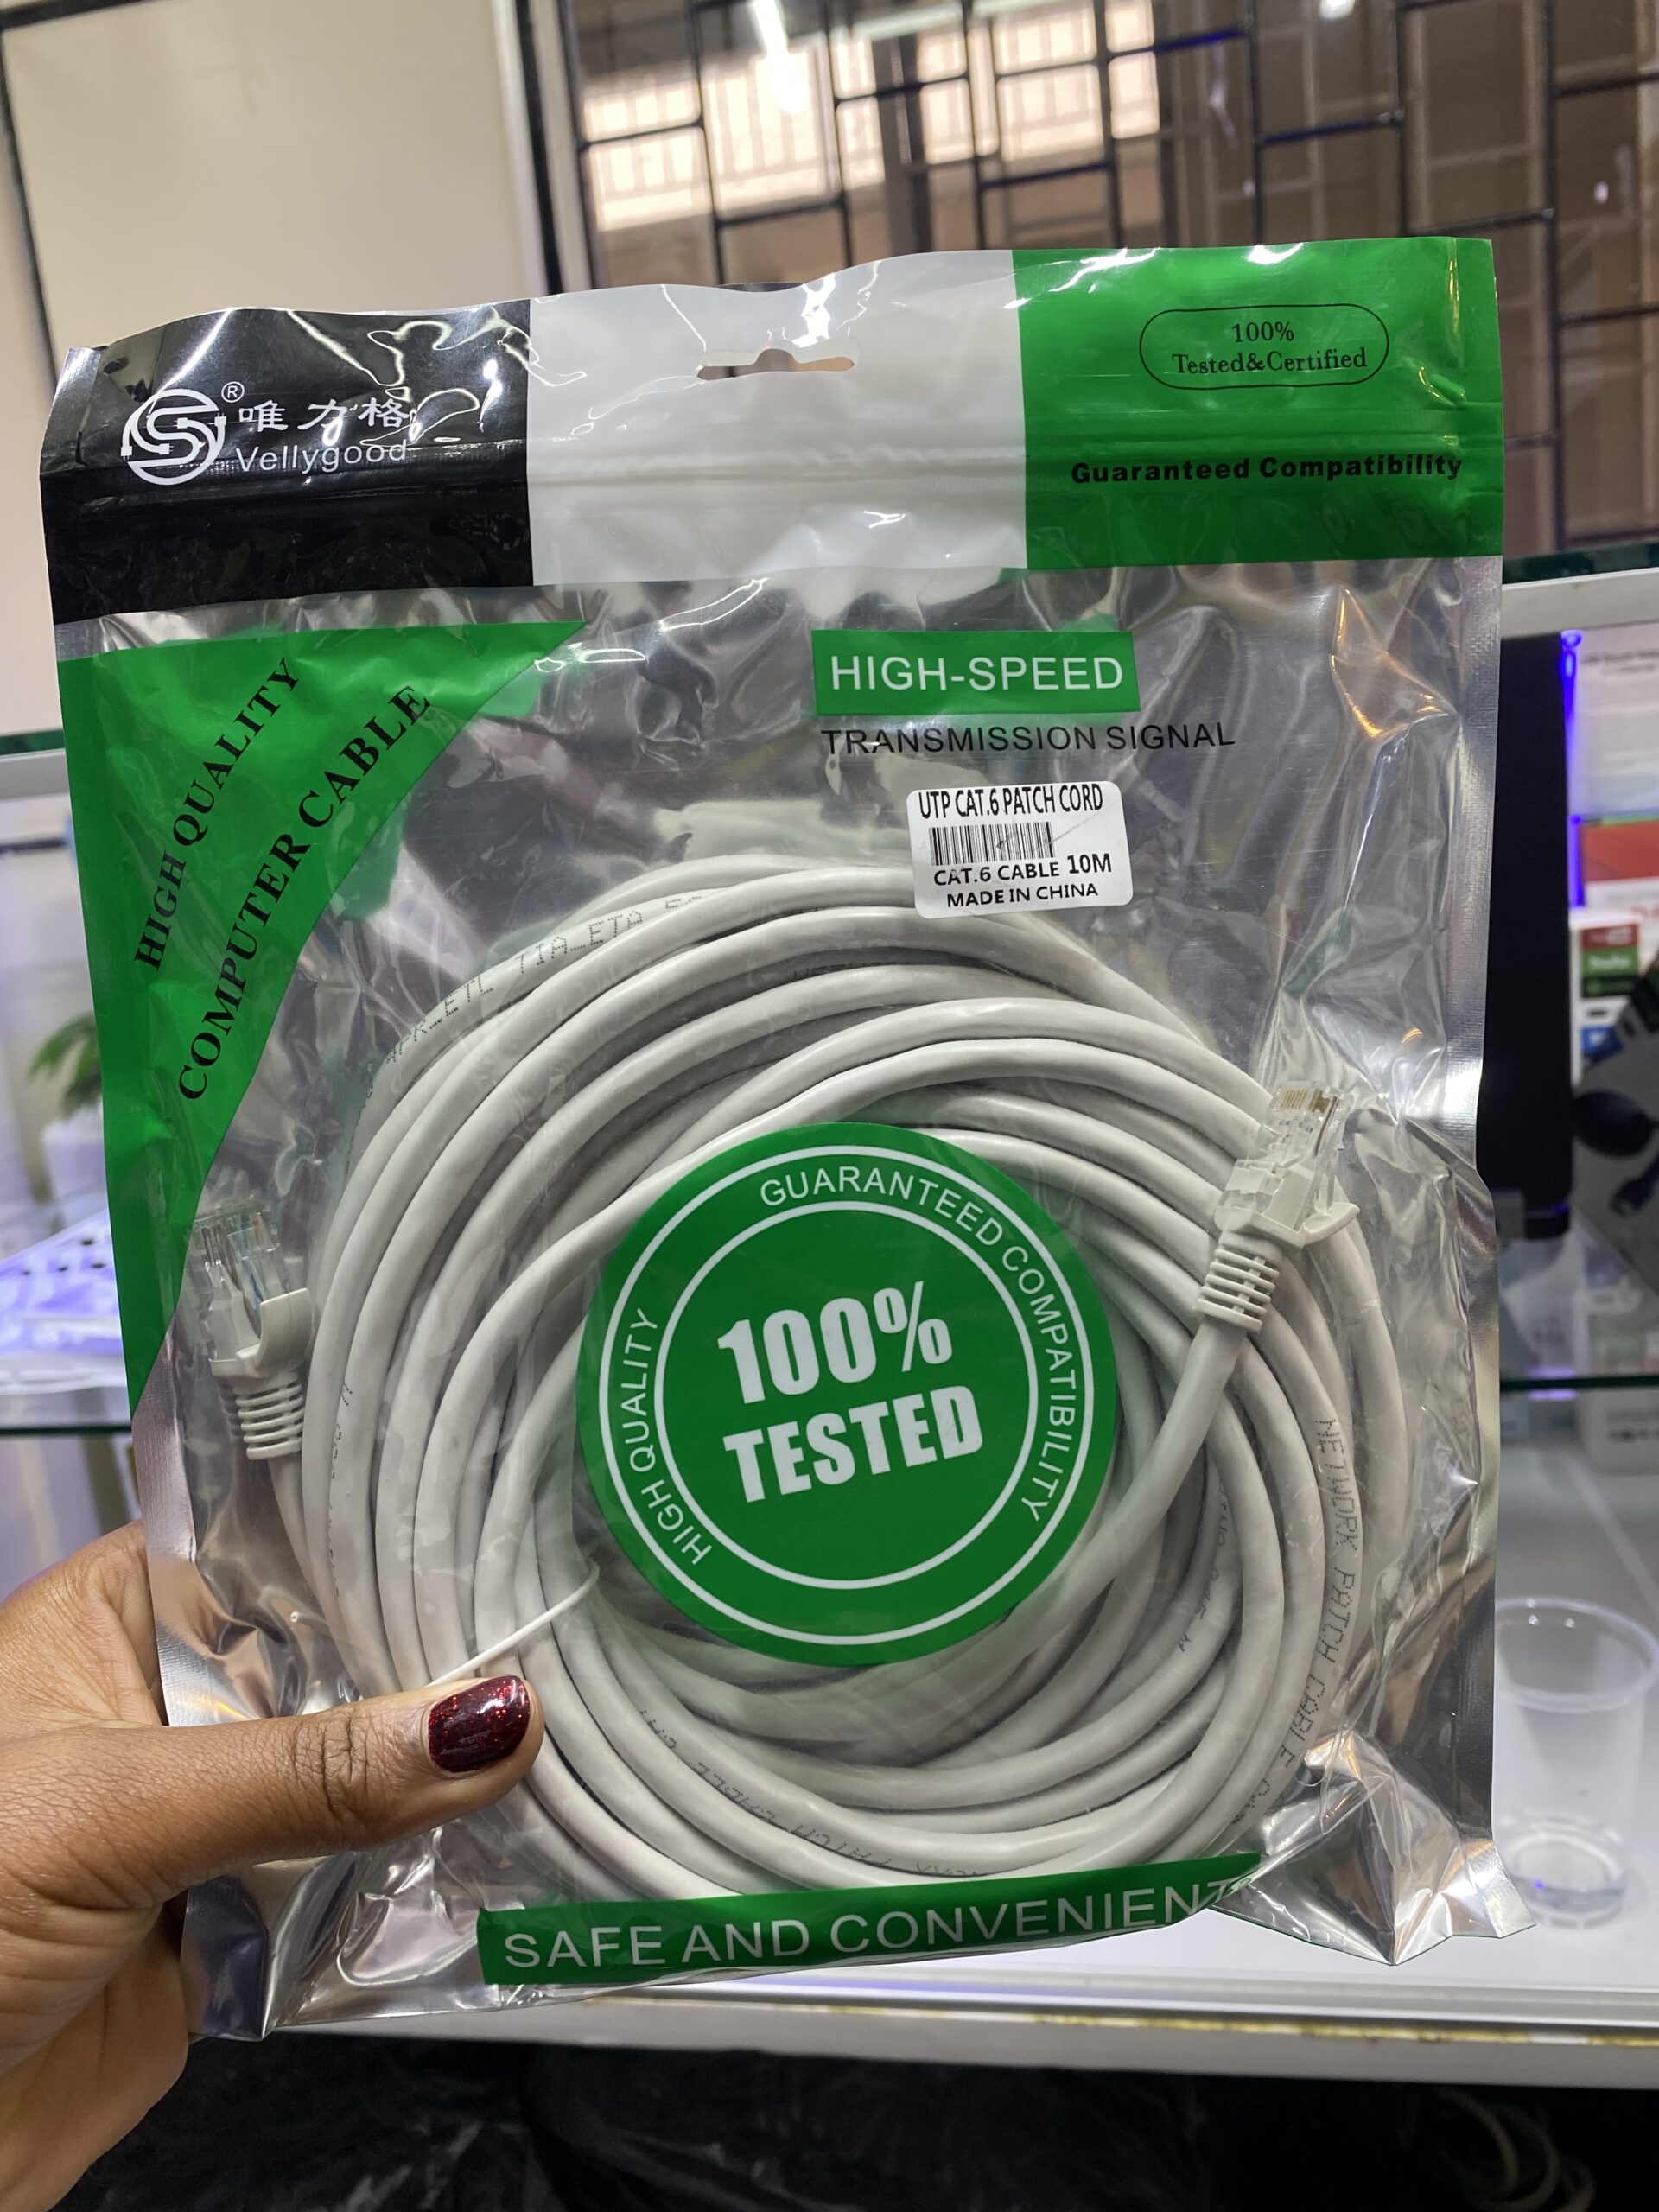 ®
唯力格
Vellygood
100%
Tested&Certified
Guaranteed Compatibility
HIGH QUALITY
COMPUTER CABLE
HIGH-SPEED
TRANSMISSION SIGNAL
UTP CAT.6 PATCH CORD
CAT.6 CABLE 10M
MADE IN CHINA
TIA_ETA
GUARANTEED COMPATIBILITY
HIGH QUALITY
100%
TESTED
NETWORK PATCH CABLE
SAFE AND CONVENIENT